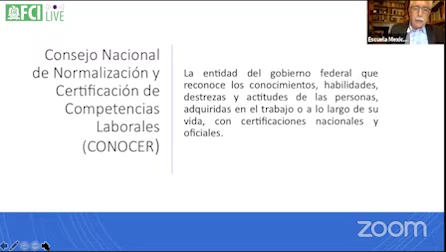 FCI
LIVE
Escuela Mexic...
Consejo Nacional
de Normalización y
Certificación de
Competencias
Laborales
(CONOCER)
La entidad del gobierno federal que
reconoce los conocimientos, habilidades,
destrezas y actitudes de las personas,
adquiridas en el trabajo o a lo largo de su
vida, con certificaciones nacionales y
oficiales.
zoom